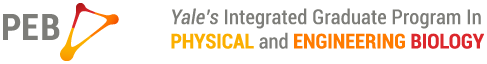 PEB
Yale's Integrated Graduate Program In
PHYSICAL and ENGINEERING BIOLOGY